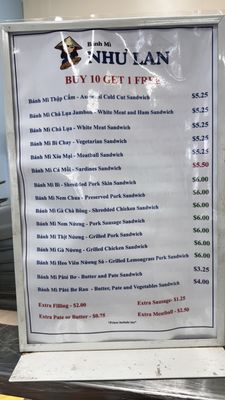 Bánh Mì
NHƯ LAN
BUY 10 GET 1 FREE
Bánh Mì Thập Cẩm - Cold Cut Sandwich $5.25
Bánh Mì Chả Lụa Jambon - White Meat and Ham Sandwich $5.25
Bánh Mì Chả Lụa - White Meat Sandwich $5.25
Bánh Mì Bì Chay - Vegetarian Sandwich $5.25
Bánh Mì Xíu Mại - Meatball Sandwich $5.25
Bánh Mì Cá Mòi - Sardines Sandwich $5.50
Bánh Mì Bì - Shredded Pork Skin Sandwich $6.00
Bánh Mì Nem Chua - Preserved Pork Sandwich $6.00
Bánh Mì Gà Chà Bông - Shredded Chicken Sandwich $6.00
Bánh Mì Nem Nướng - Pork Sausage Sandwich $6.00
Bánh Mì Thịt Nướng - Grilled Pork Sandwich $6.00
Bánh Mì Gà Nướng - Grilled Chicken Sandwich $6.00
Bánh Mì Heo Viên Nướng Sả - Grilled Lemongrass Pork Sandwich $6.00
Bánh Mì Pâté Bơ - Butter and Pate Sandwich $3.25
Bánh Mì Pâté Bơ Rau - Butter, Pate and Vegetables Sandwich $4.00
Extra Filling - $2.00 Extra Sausage: $1.25
Extra Pate or Butter - $0.75 Extra Meatball - $2.50